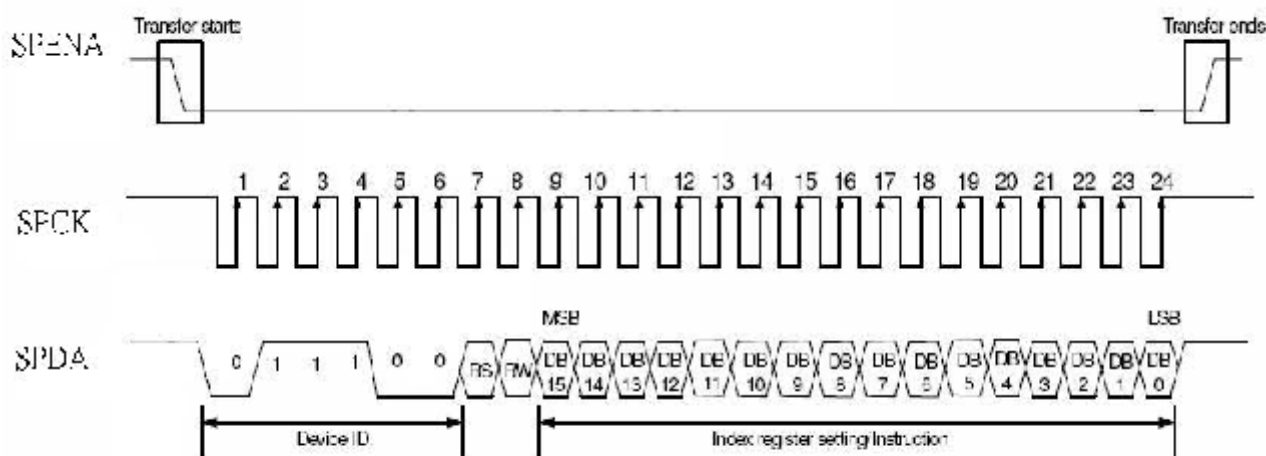 Transfer starts
Transfer ends
SPENA
1 2 3 4 5 6 7 8 9 10 11 12 13 14 15 16 17 18 19 20 21 22 23 24
SPCK
MSB
LSB
SPDA
0 1 1 1 0 0 RS RW DB 15 DB 14 DB 13 DB 12 DB 11 DB 10 DB 9 DB 8 DB 7 DB 6 DB 5 DB 4 DB 3 DB 2 DB 1 DB 0
Device ID
Index register setting/Instruction